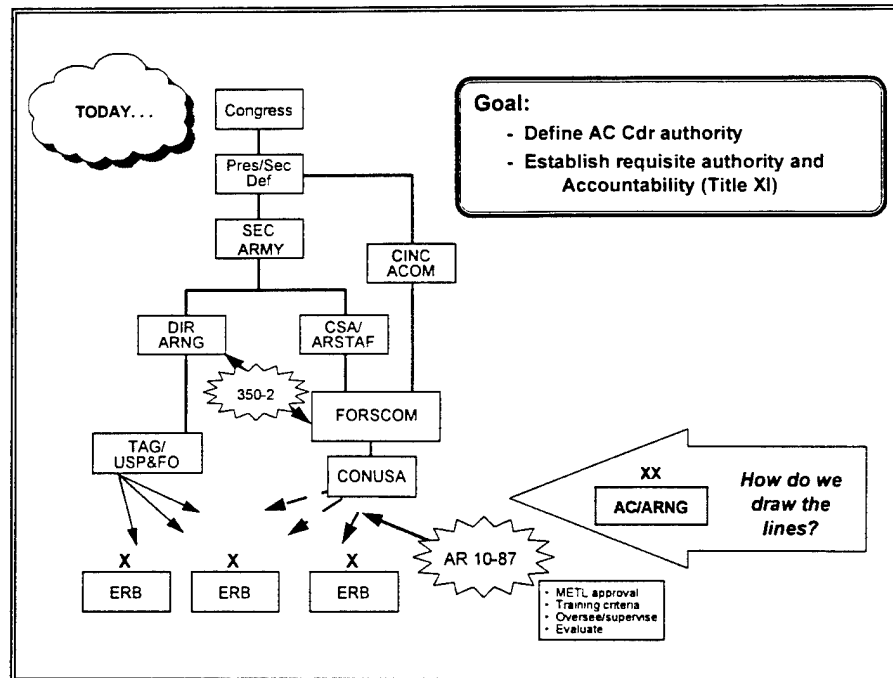 TODAY. . .
Goal:
- Define AC Cdr authority
- Establish requisite authority and
Accountability (Title XI)
Congress
Pres/Sec
Def
SEC
ARMY
CINC
ACOM
DIR
ARNG
CSA/
ARSTAF
350-2
FORSCOM
TAG/
USP&FO
CONUSA
XX
AC/ARNG
How do we
draw the
lines?
X
ERB
X
ERB
X
ERB
AR 10-87
• METL approval
• Training criteria
• Oversee/supervise
• Evaluate